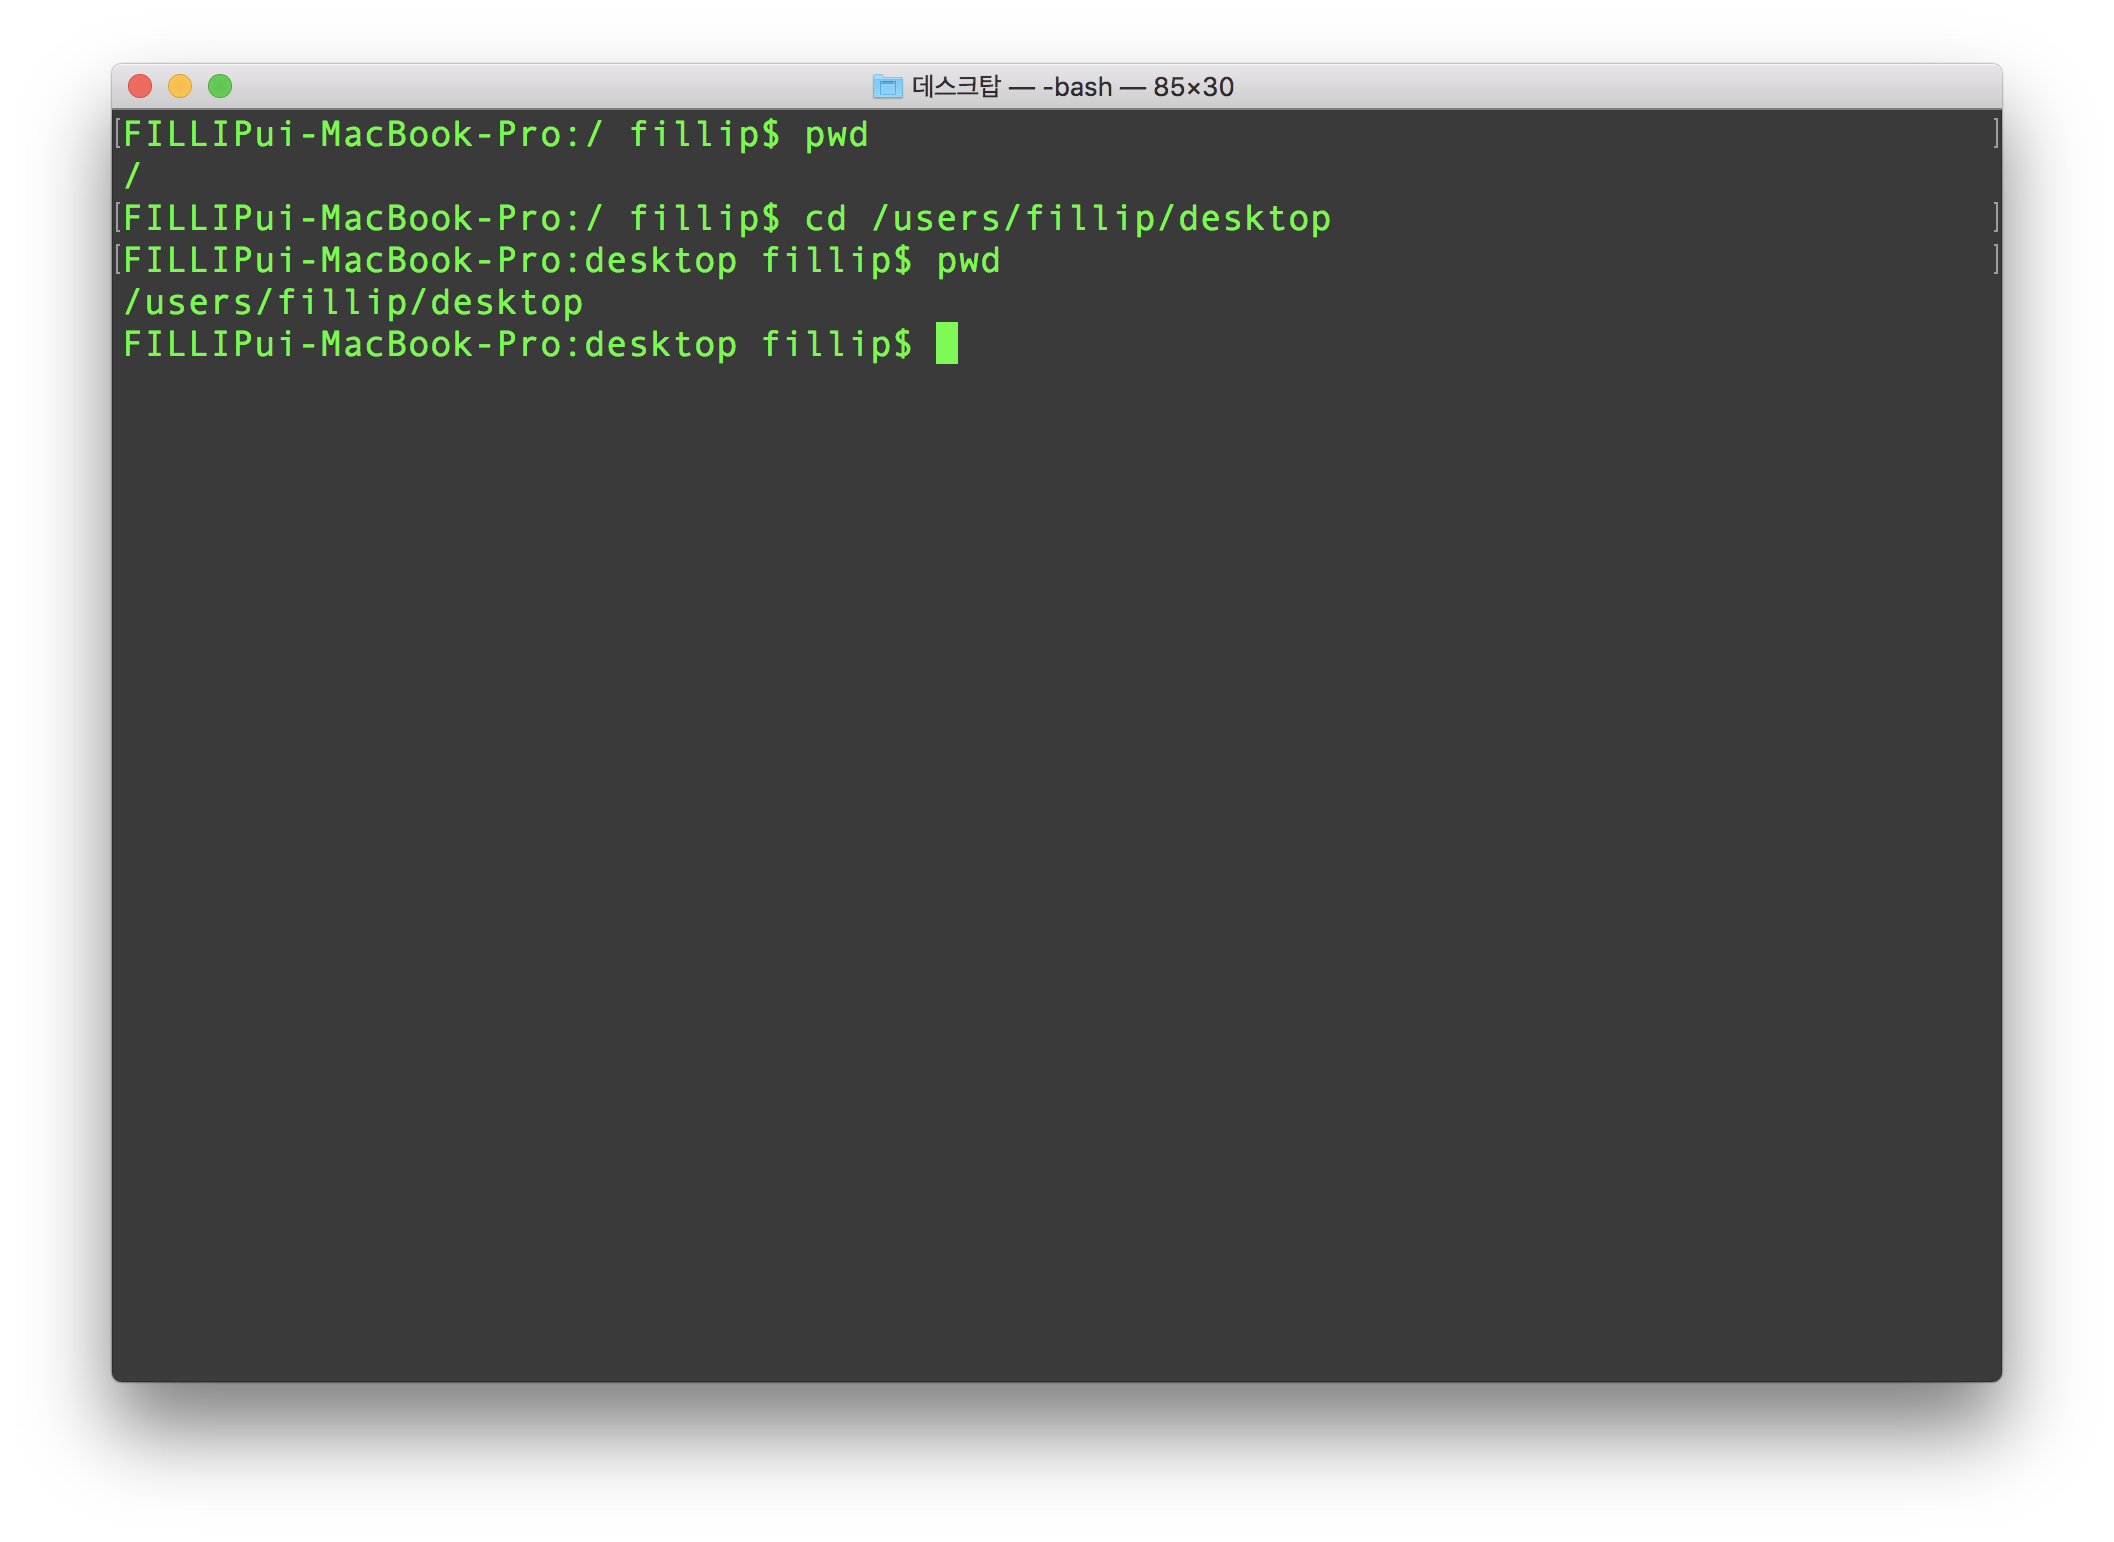 데스크탑 — -bash — 85×30
[FILLIPui-MacBook-Pro:/ fillip$ pwd ]
/
[FILLIPui-MacBook-Pro:/ fillip$ cd /users/fillip/desktop ]
[FILLIPui-MacBook-Pro:desktop fillip$ pwd ]
/users/fillip/desktop
FILLIPui-MacBook-Pro:desktop fillip$